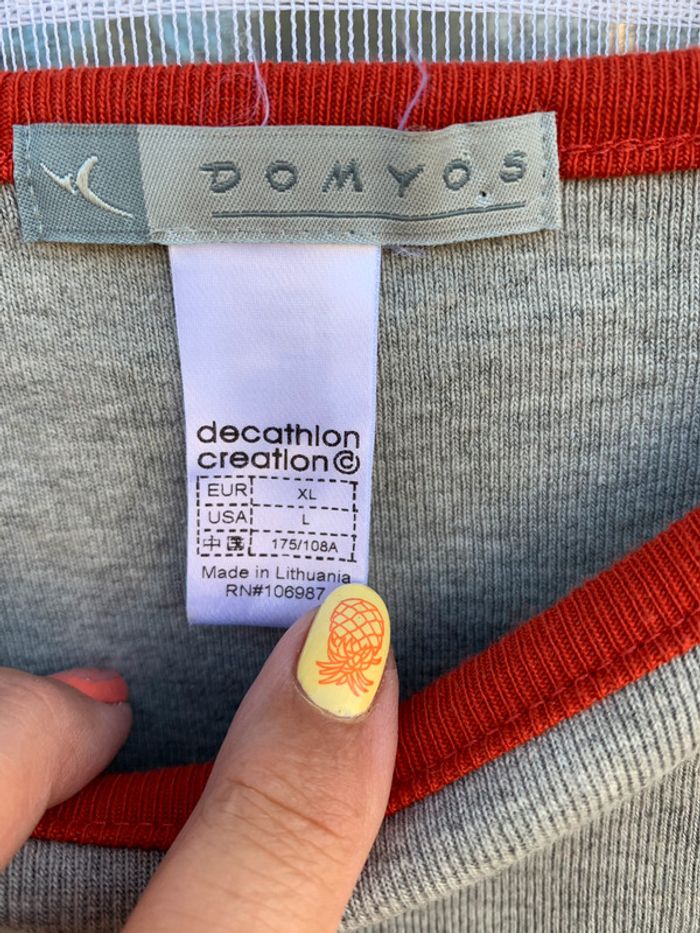 DOMYOS
decathlon
creation©
EUR XL
USA L
中国 175/108A
Made in Lithuania
RN#106987